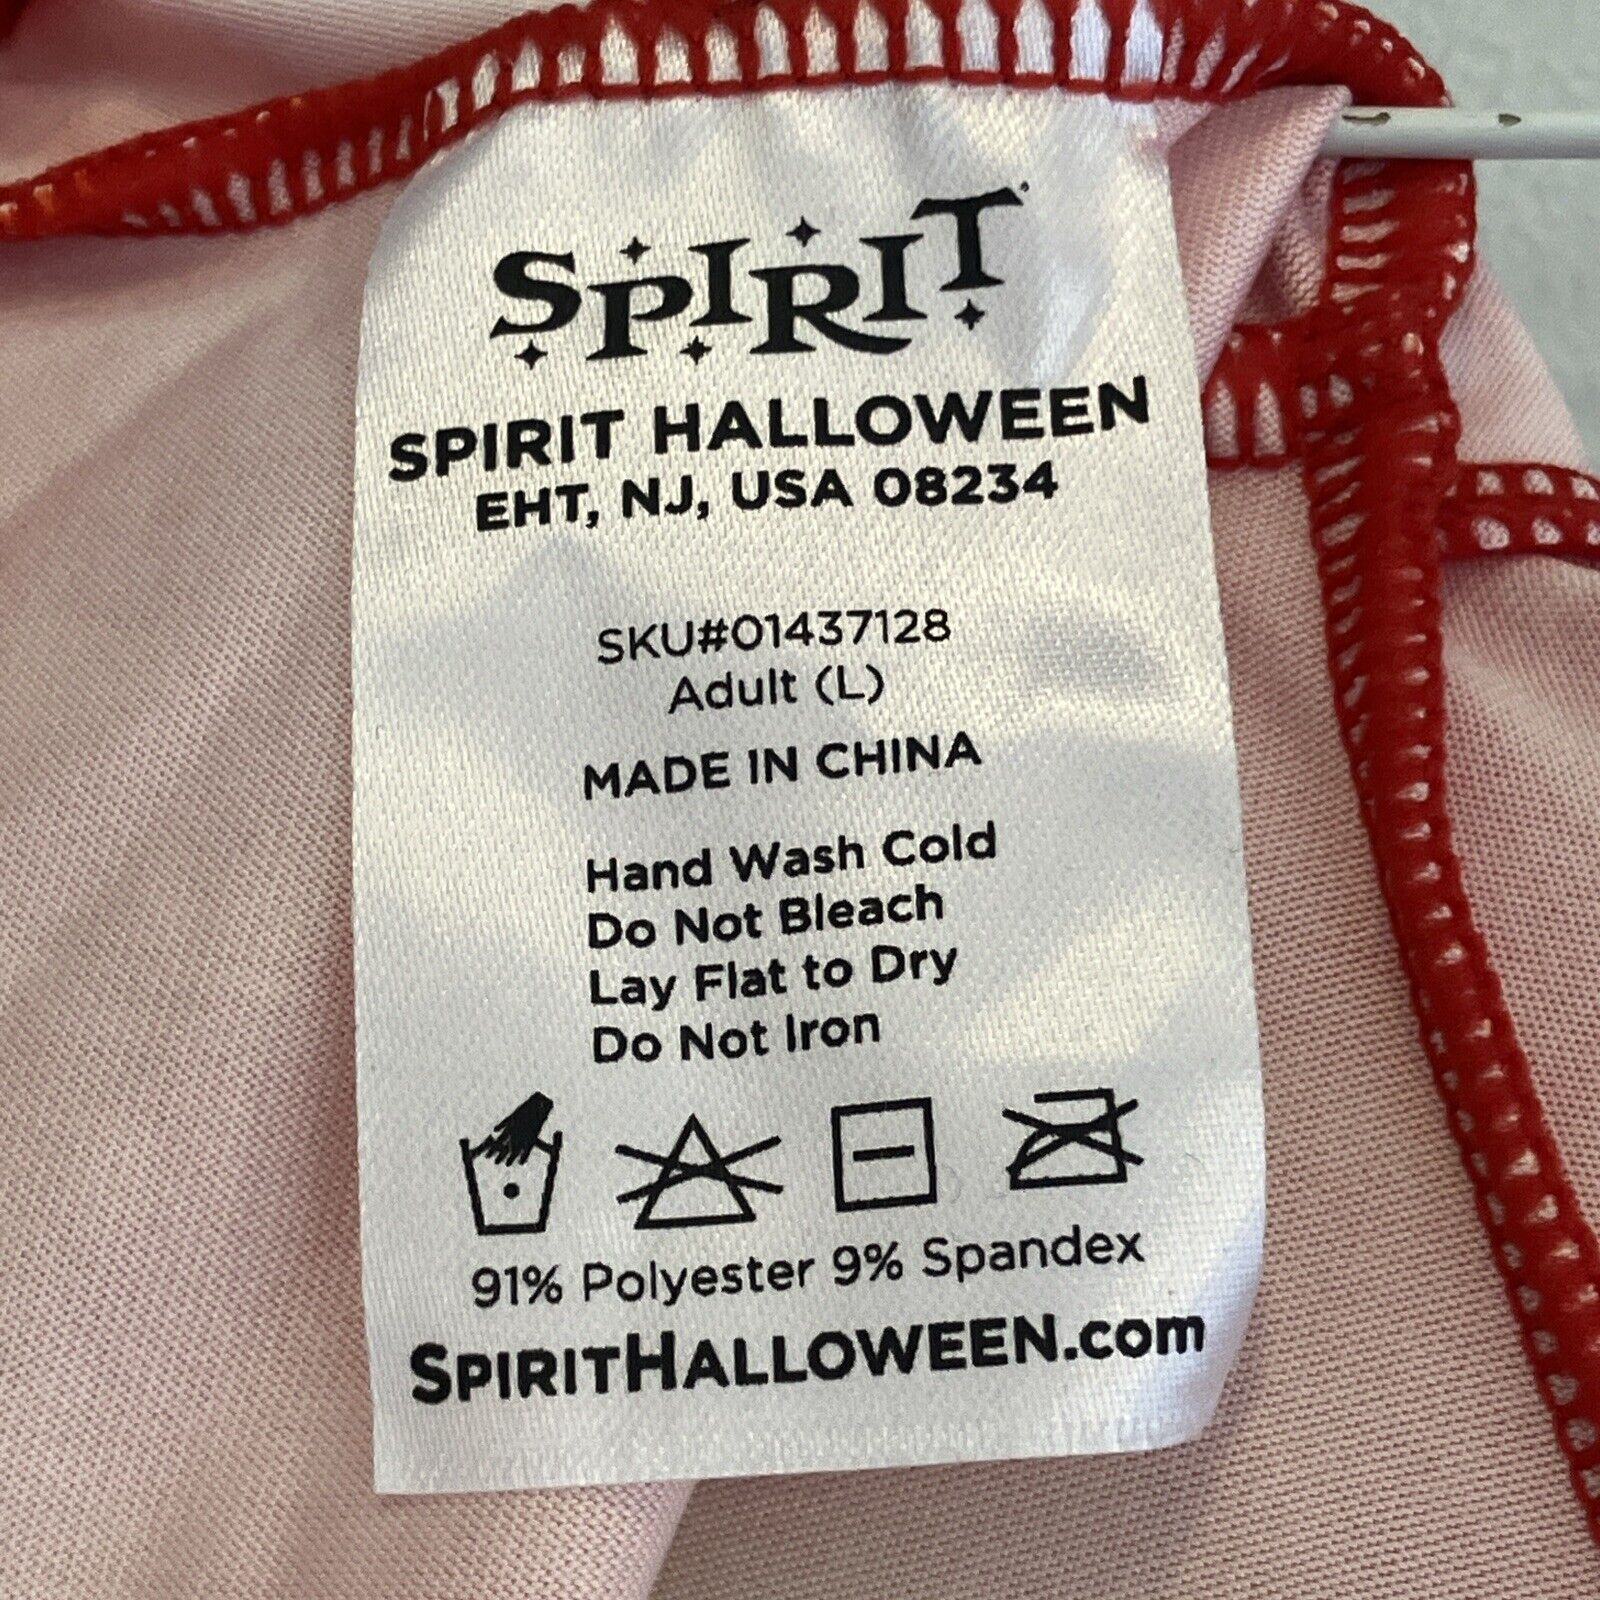 SPIRIT
SPIRIT HALLOWEEN
EHT, NJ, USA 08234
SKU#01437128
Adult (L)
MADE IN CHINA
Hand Wash Cold
Do Not Bleach
Lay Flat to Dry
Do Not Iron
91% Polyester 9% Spandex
SPIRITHALLOWEEN.com